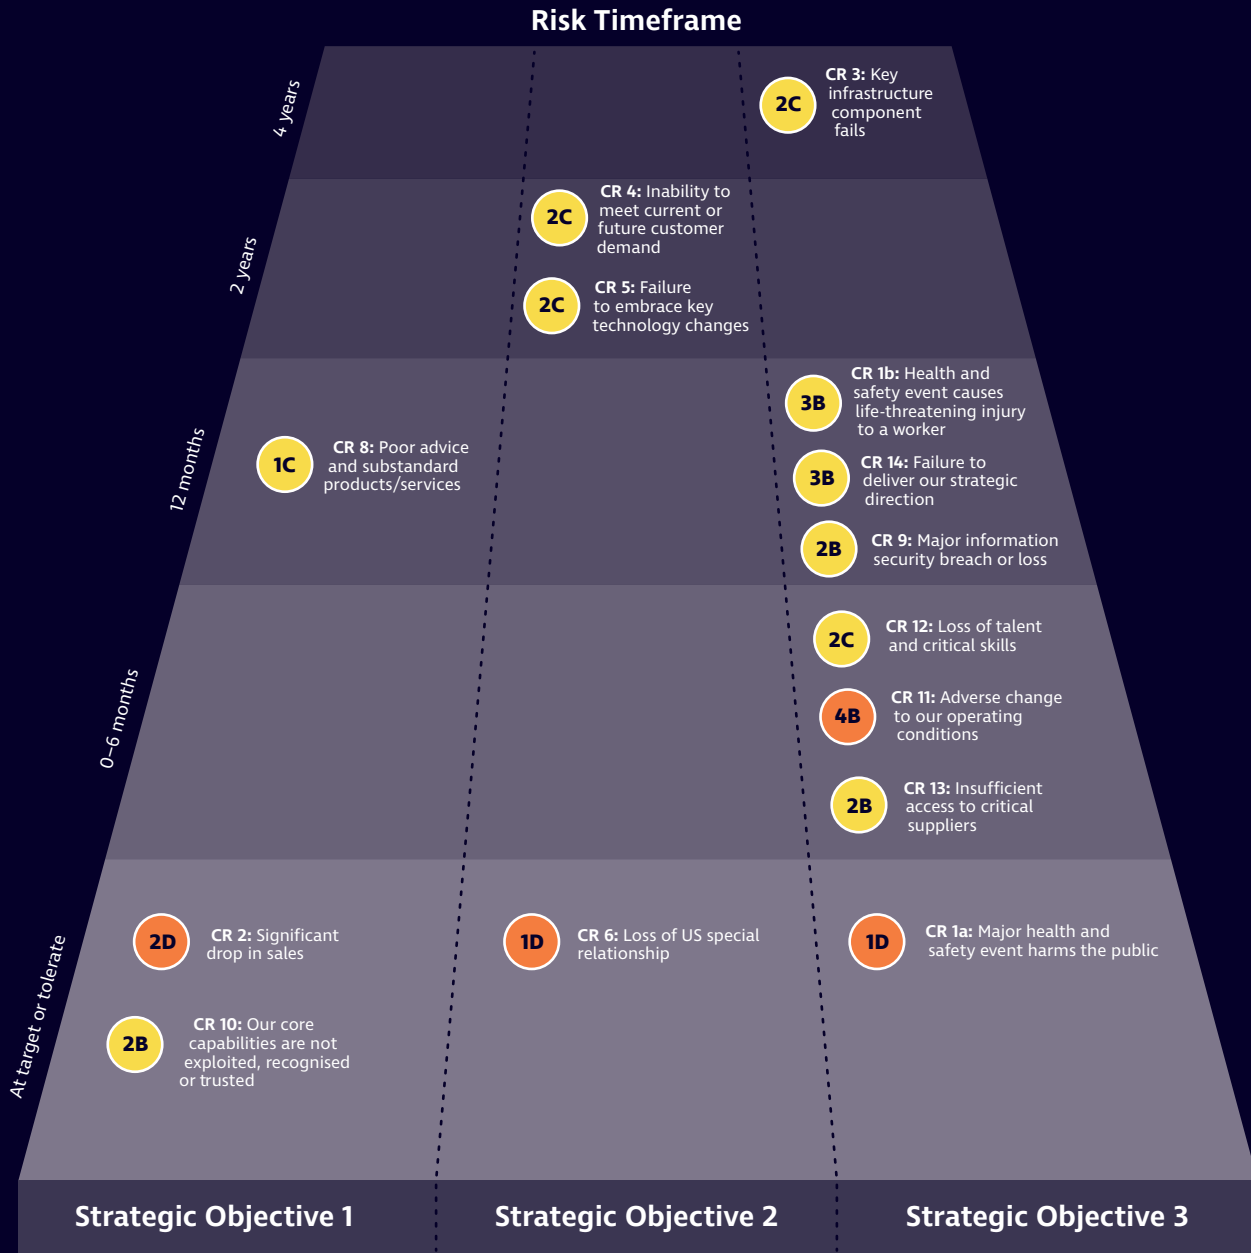 Risk Timeframe
4 years
2C
CR 3: Key
infrastructure
component
fails
2 years
2C
CR 4: Inability to
meet current or
future customer
demand
2C
CR 5: Failure
to embrace key
technology changes
12 months
1C
CR 8: Poor advice
and substandard
products/services
3B
CR 1b: Health and
safety event causes
life-threatening injury
to a worker
3B
CR 14: Failure to
deliver our strategic
direction
2B
CR 9: Major information
security breach or loss
0–6 months
2C
CR 12: Loss of talent
and critical skills
4B
CR 11: Adverse change
to our operating
conditions
2B
CR 13: Insufficient
access to critical
suppliers
At target or tolerate
2D
CR 2: Significant
drop in sales
1D
CR 6: Loss of US special
relationship
1D
CR 1a: Major health and
safety event harms the public
2B
CR 10: Our core
capabilities are not
exploited, recognised
or trusted
Strategic Objective 1
Strategic Objective 2
Strategic Objective 3